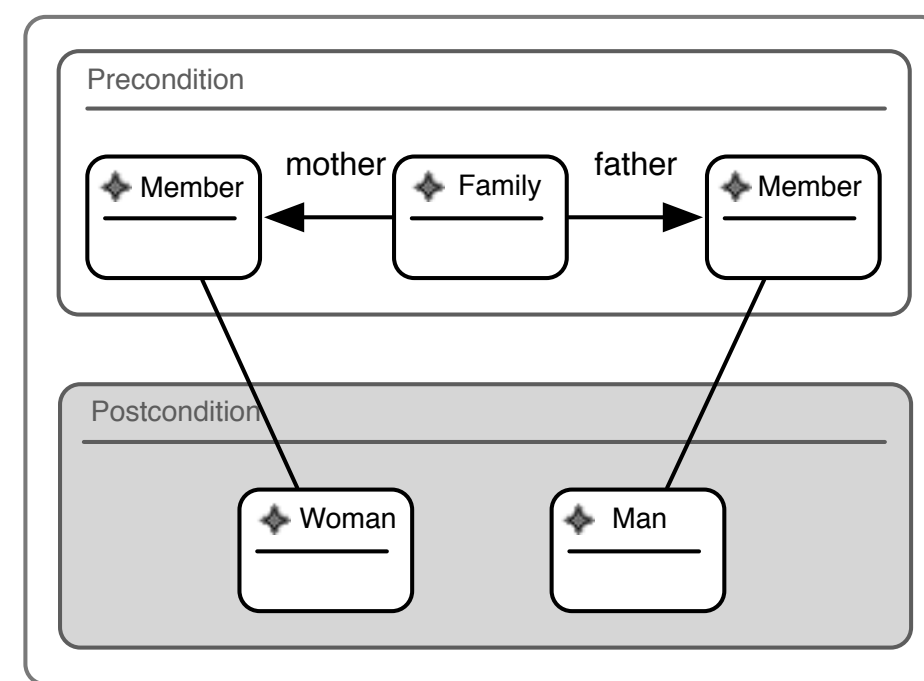 Precondition
mother
father
Member
Family
Member
Postcondition
Woman
Man